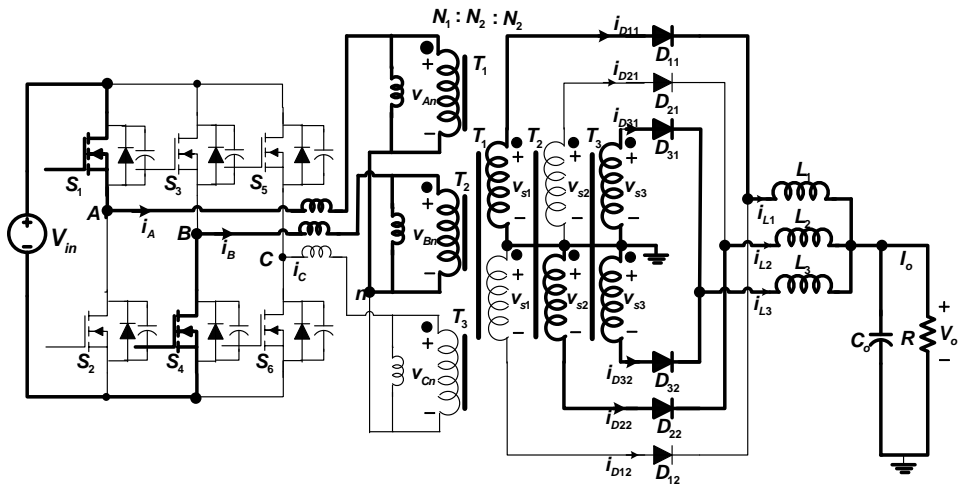 N1 : N2 : N2
iD11
D11
iD21
D21
iD31
D31
T1
+
vAn
−
S1
S3
S5
A
iA
B
iB
C
iC
Vin
+
−
T2
+
vBn
−
n
T3
+
vCn
−
S2
S4
S6
T1
T2
T3
+
vs1
−
+
vs2
−
+
vs3
−
+
vs1
−
+
vs2
−
+
vs3
−
iD32
D32
iD22
D22
iD12
D12
L1
iL1
L2
iL2
L3
iL3
Io
Co
R
+
Vo
−